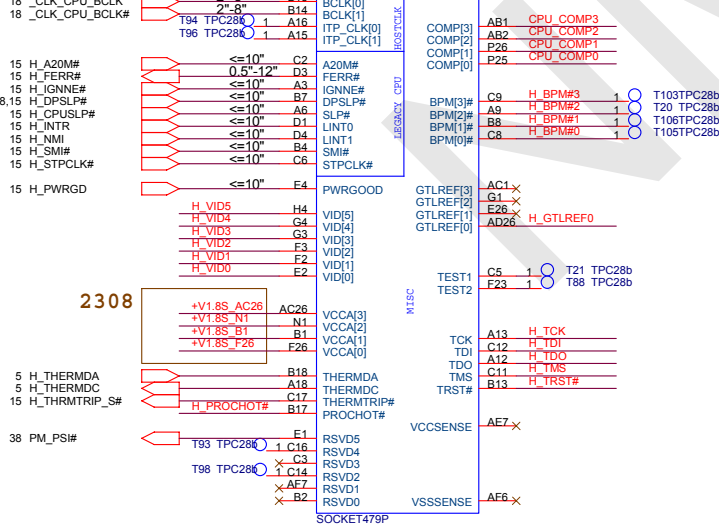 18 _CLK_CPU_BCLK
18 _CLK_CPU_BCLK# 2"-8" B14 BCLK[0]
BCLK[1]
T94 TPC28b 1 A16 ITP_CLK[0]
T96 TPC28b 1 A15 ITP_CLK[1]
HOSTCLK
COMP[3] AB1 CPU_COMP3
COMP[2] AB2 CPU_COMP2
COMP[1] P26 CPU_COMP1
COMP[0] P25 CPU_COMP0
15 H_A20M# <=10" C2 A20M#
15 H_FERR# 0.5"-12" D3 FERR#
15 H_IGNNE# A3 IGNNE#
8,15 H_DPSLP# <=10" B7 DPSLP#
15 H_CPUSLP# <=10" A6 SLP#
15 H_INTR <=10" D1 LINT0
15 H_NMI <=10" D4 LINT1
15 H_SMI# <=10" B4 SMI#
15 H_STPCLK# <=10" C6 STPCLK#
LEGACY CPU
BPM[3]# C9 H_BPM#3 1 T103TPC28b
BPM[2]# A9 H_BPM#2 1 T20 TPC28b
BPM[1]# B8 H_BPM#1 1 T106TPC28b
BPM[0]# C8 H_BPM#0 1 T105TPC28b
15 H_PWRGD <=10" E4 PWRGOOD
GTLREF[3] AC1
GTLREF[2] G1
GTLREF[1] E26
GTLREF[0] AD26 H_GTLREF0
H_VID5 H4 VID[5]
H_VID4 G4 VID[4]
H_VID3 G3 VID[3]
H_VID2 F3 VID[2]
H_VID1 F2 VID[1]
H_VID0 E2 VID[0]
TEST1 C5 1 T21 TPC28b
TEST2 F23 1 T88 TPC28b
MISC
2308
+V1.8S_AC26 AC26 VCCA[3]
+V1.8S_N1 N1 VCCA[2]
+V1.8S_B1 B1 VCCA[1]
+V1.8S_F26 F26 VCCA[0]
TCK A13 H_TCK
TDI C12 H_TDI
TDO A12 H_TDO
TMS C11 H_TMS
TRST# B13 H_TRST#
5 H_THERMDA B18 THERMDA
5 H_THERMDC A18 THERMDC
15 H_THRMTRIP_S# C17 THERMTRIP#
H_PROCHOT# B17 PROCHOT#
VCCSENSE AE7
38 PM_PSI# E1 RSVD5
T93 TPC28b 1 C16 RSVD4
C3 RSVD3
T98 TPC28b 1 C14 RSVD2
AF7 RSVD1
B2 RSVD0
VSSSENSE AF6
SOCKET479P